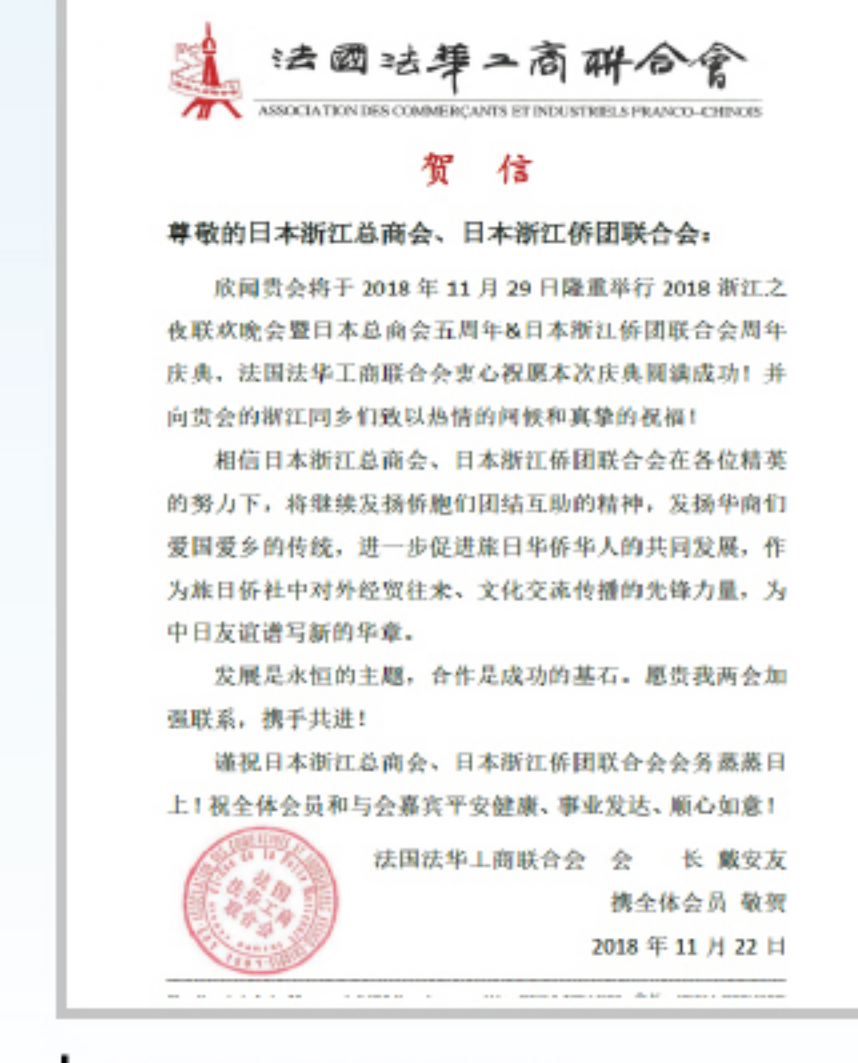 法國法華工商聯合會
ASSOCIATION DES COMMERÇANTS ET INDUSTRIELS FRANCO-CHINOIS
贺 信
尊敬的日本浙江总商会、日本浙江侨团联合会：
欣闻贵会将于 2018 年 11 月 29 日隆重举行 2018 浙江之
夜联欢晚会暨日本总商会五周年&日本浙江侨团联合会周年
庆典，法国法华工商联合会衷心祝愿本次庆典圆满成功！并
向贵会的浙江同乡们致以热情的问候和真挚的祝福！
相信日本浙江总商会、日本浙江侨团联合会在各位精英
的努力下，将继续发扬侨胞们团结互助的精神，发扬华商们
爱国爱乡的传统，进一步促进旅日华侨华人的共同发展，作
为旅日侨社中对外经贸往来、文化交流传播的先锋力量，为
中日友谊谱写新的华章。
发展是永恒的主题，合作是成功的基石。愿贵我两会加
强联系，携手共进！
谨祝日本浙江总商会、日本浙江侨团联合会会务蒸蒸日
上！祝全体会员和与会嘉宾平安健康、事业发达、顺心如意！
法国法华工商联合会 会 长 戴安友
携全体会员 敬贺
2018 年 11 月 22 日
法国
法华工商
联合会